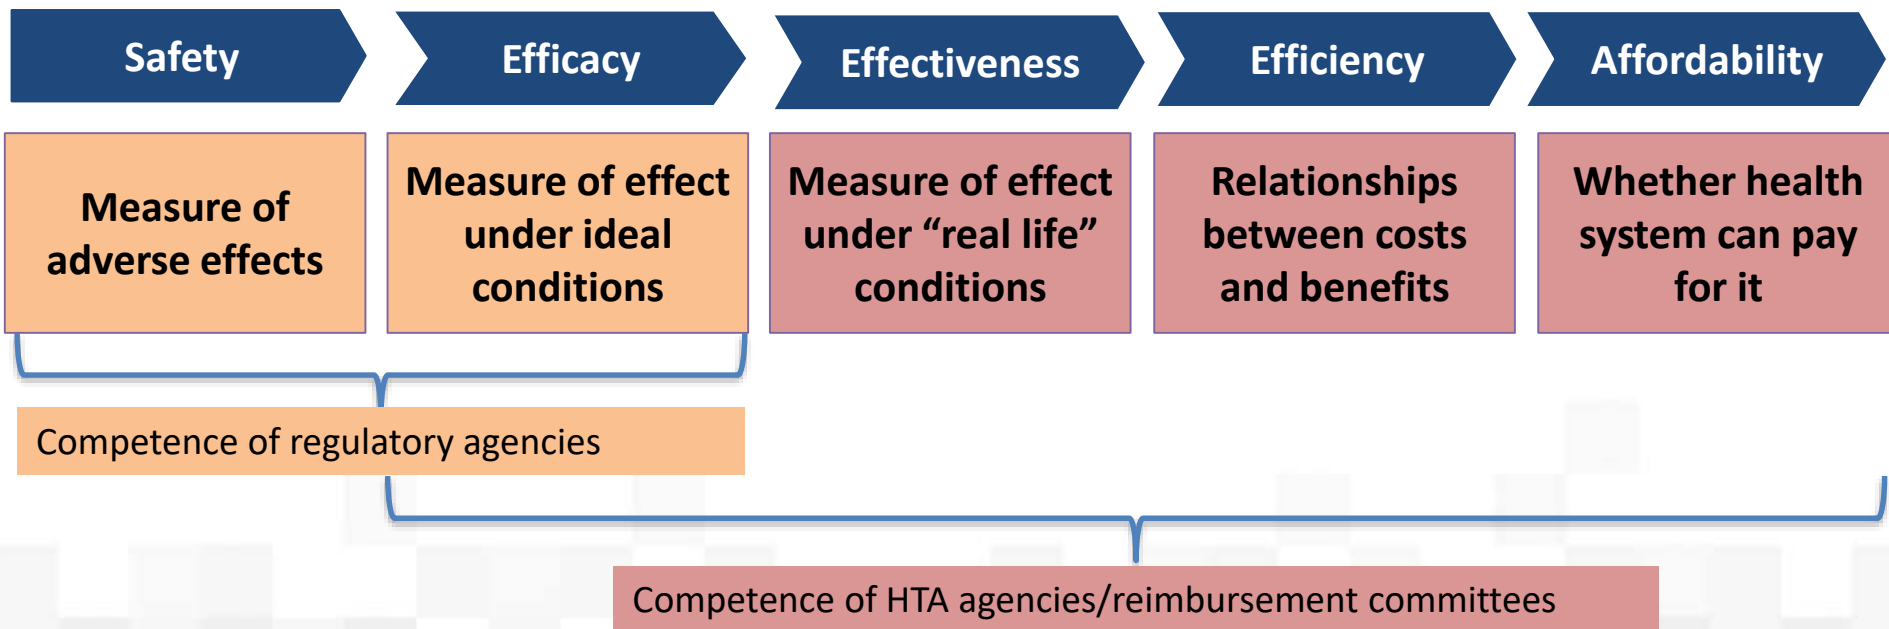 Safety
Efficacy
Effectiveness
Efficiency
Affordability
Measure of
adverse effects
Measure of effect
under ideal
conditions
Measure of effect
under “real life”
conditions
Relationships
between costs
and benefits
Whether health
system can pay
for it
Competence of regulatory agencies
Competence of HTA agencies/reimbursement committees